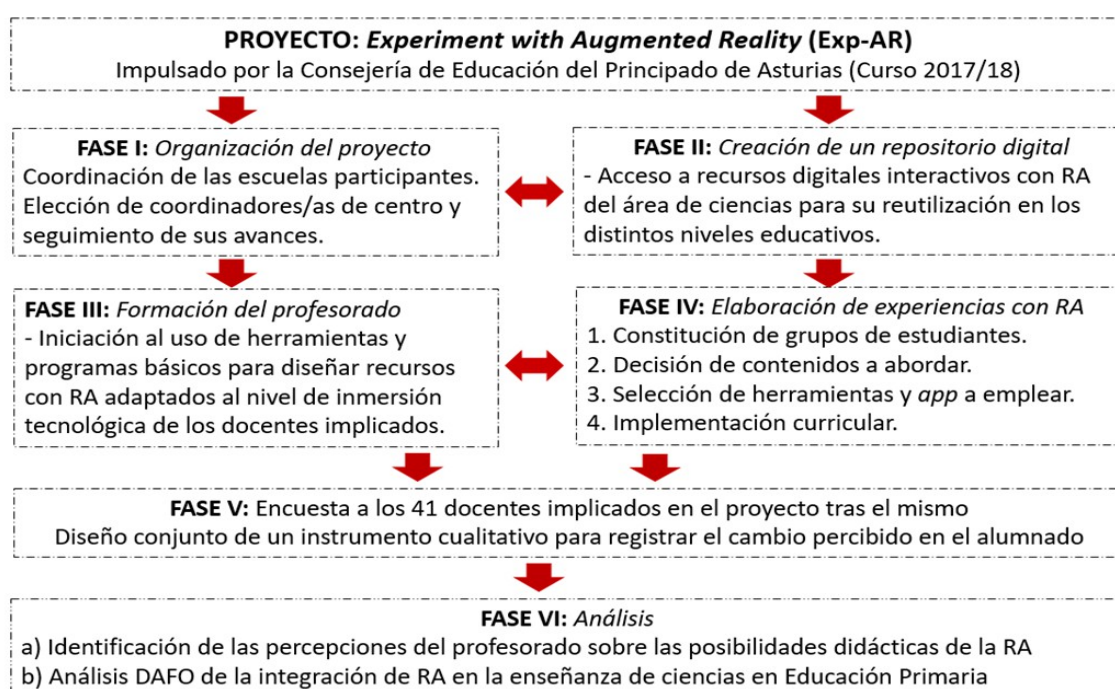 PROYECTO: Experiment with Augmented Reality (Exp-AR)
Impulsado por la Consejería de Educación del Principado de Asturias (Curso 2017/18)
FASE I: Organización del proyecto
Coordinación de las escuelas participantes.
Elección de coordinadores/as de centro y
seguimiento de sus avances.
FASE II: Creación de un repositorio digital
- Acceso a recursos digitales interactivos con RA
del área de ciencias para su reutilización en los
distintos niveles educativos.
FASE III: Formación del profesorado
- Iniciación al uso de herramientas y
programas básicos para diseñar recursos
con RA adaptados al nivel de inmersión
tecnológica de los docentes implicados.
FASE IV: Elaboración de experiencias con RA
1. Constitución de grupos de estudiantes.
2. Decisión de contenidos a abordar.
3. Selección de herramientas y app a emplear.
4. Implementación curricular.
FASE V: Encuesta a los 41 docentes implicados en el proyecto tras el mismo
Diseño conjunto de un instrumento cualitativo para registrar el cambio percibido en el alumnado
FASE VI: Análisis
a) Identificación de las percepciones del profesorado sobre las posibilidades didácticas de la RA
b) Análisis DAFO de la integración de RA en la enseñanza de ciencias en Educación Primaria